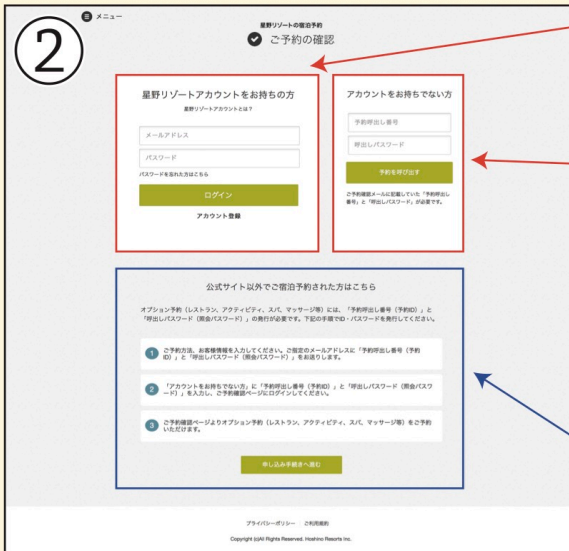 ②
メニュー
星野リゾートの宿泊予約
ご予約の確認
星野リゾートアカウントをお持ちの方
星野リゾートアカウントとは?
メールアドレス
パスワード
パスワードを忘れた方はこちら
ログイン
アカウント登録
アカウントをお持ちでない方
予約呼出し番号
呼出しパスワード
予約を呼び出す
ご予約確認メールに記載していた「予約呼出し
番号」と「呼出しパスワード」が必要です。
公式サイト以外でご宿泊予約された方はこちら
オプション予約(レストラン、アクティビティ、スパ、マッサージ等)には、「予約呼出し番号(予約ID)」と
「呼出しパスワード(照会パスワード)」の発行が必要です。下記の手順でID・パスワードを発行してください。
1 ご予約方法、お客様情報を入力してください。ご指定のメールアドレスに「予約呼出し番号(予約
ID)」と「呼出しパスワード(照会パスワード)」をお送りします。
2 「アカウントをお持ちでない方」に「予約呼出し番号(予約ID)」と「呼出しパスワード(照会パスワ
ード)」を入力し、ご予約確認ページにログインしてください。
3 ご予約確認ページよりオプション予約(レストラン、アクティビティ、スパ、マッサージ等)をご予約
いただけます。
申し込み手続きへ進む
プライバシーポリシー ご利用規約
Copyright (c)All Rights Reserved. Hoshino Resorts Inc.